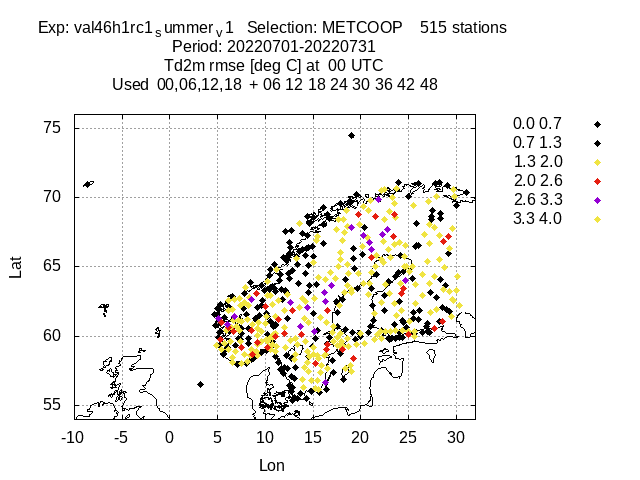 Exp: val46h1rc1summerv1 Selection: METCOOP 515 stations
Period: 20220701-20220731
Td2m rmse [deg C] at 00 UTC
Used 00,06,12,18 + 06 12 18 24 30 36 42 48
75
70
65
60
55
Lat
-10 -5 0 5 10 15 20 25 30
Lon
0.0 0.7
0.7 1.3
1.3 2.0
2.0 2.6
2.6 3.3
3.3 4.0